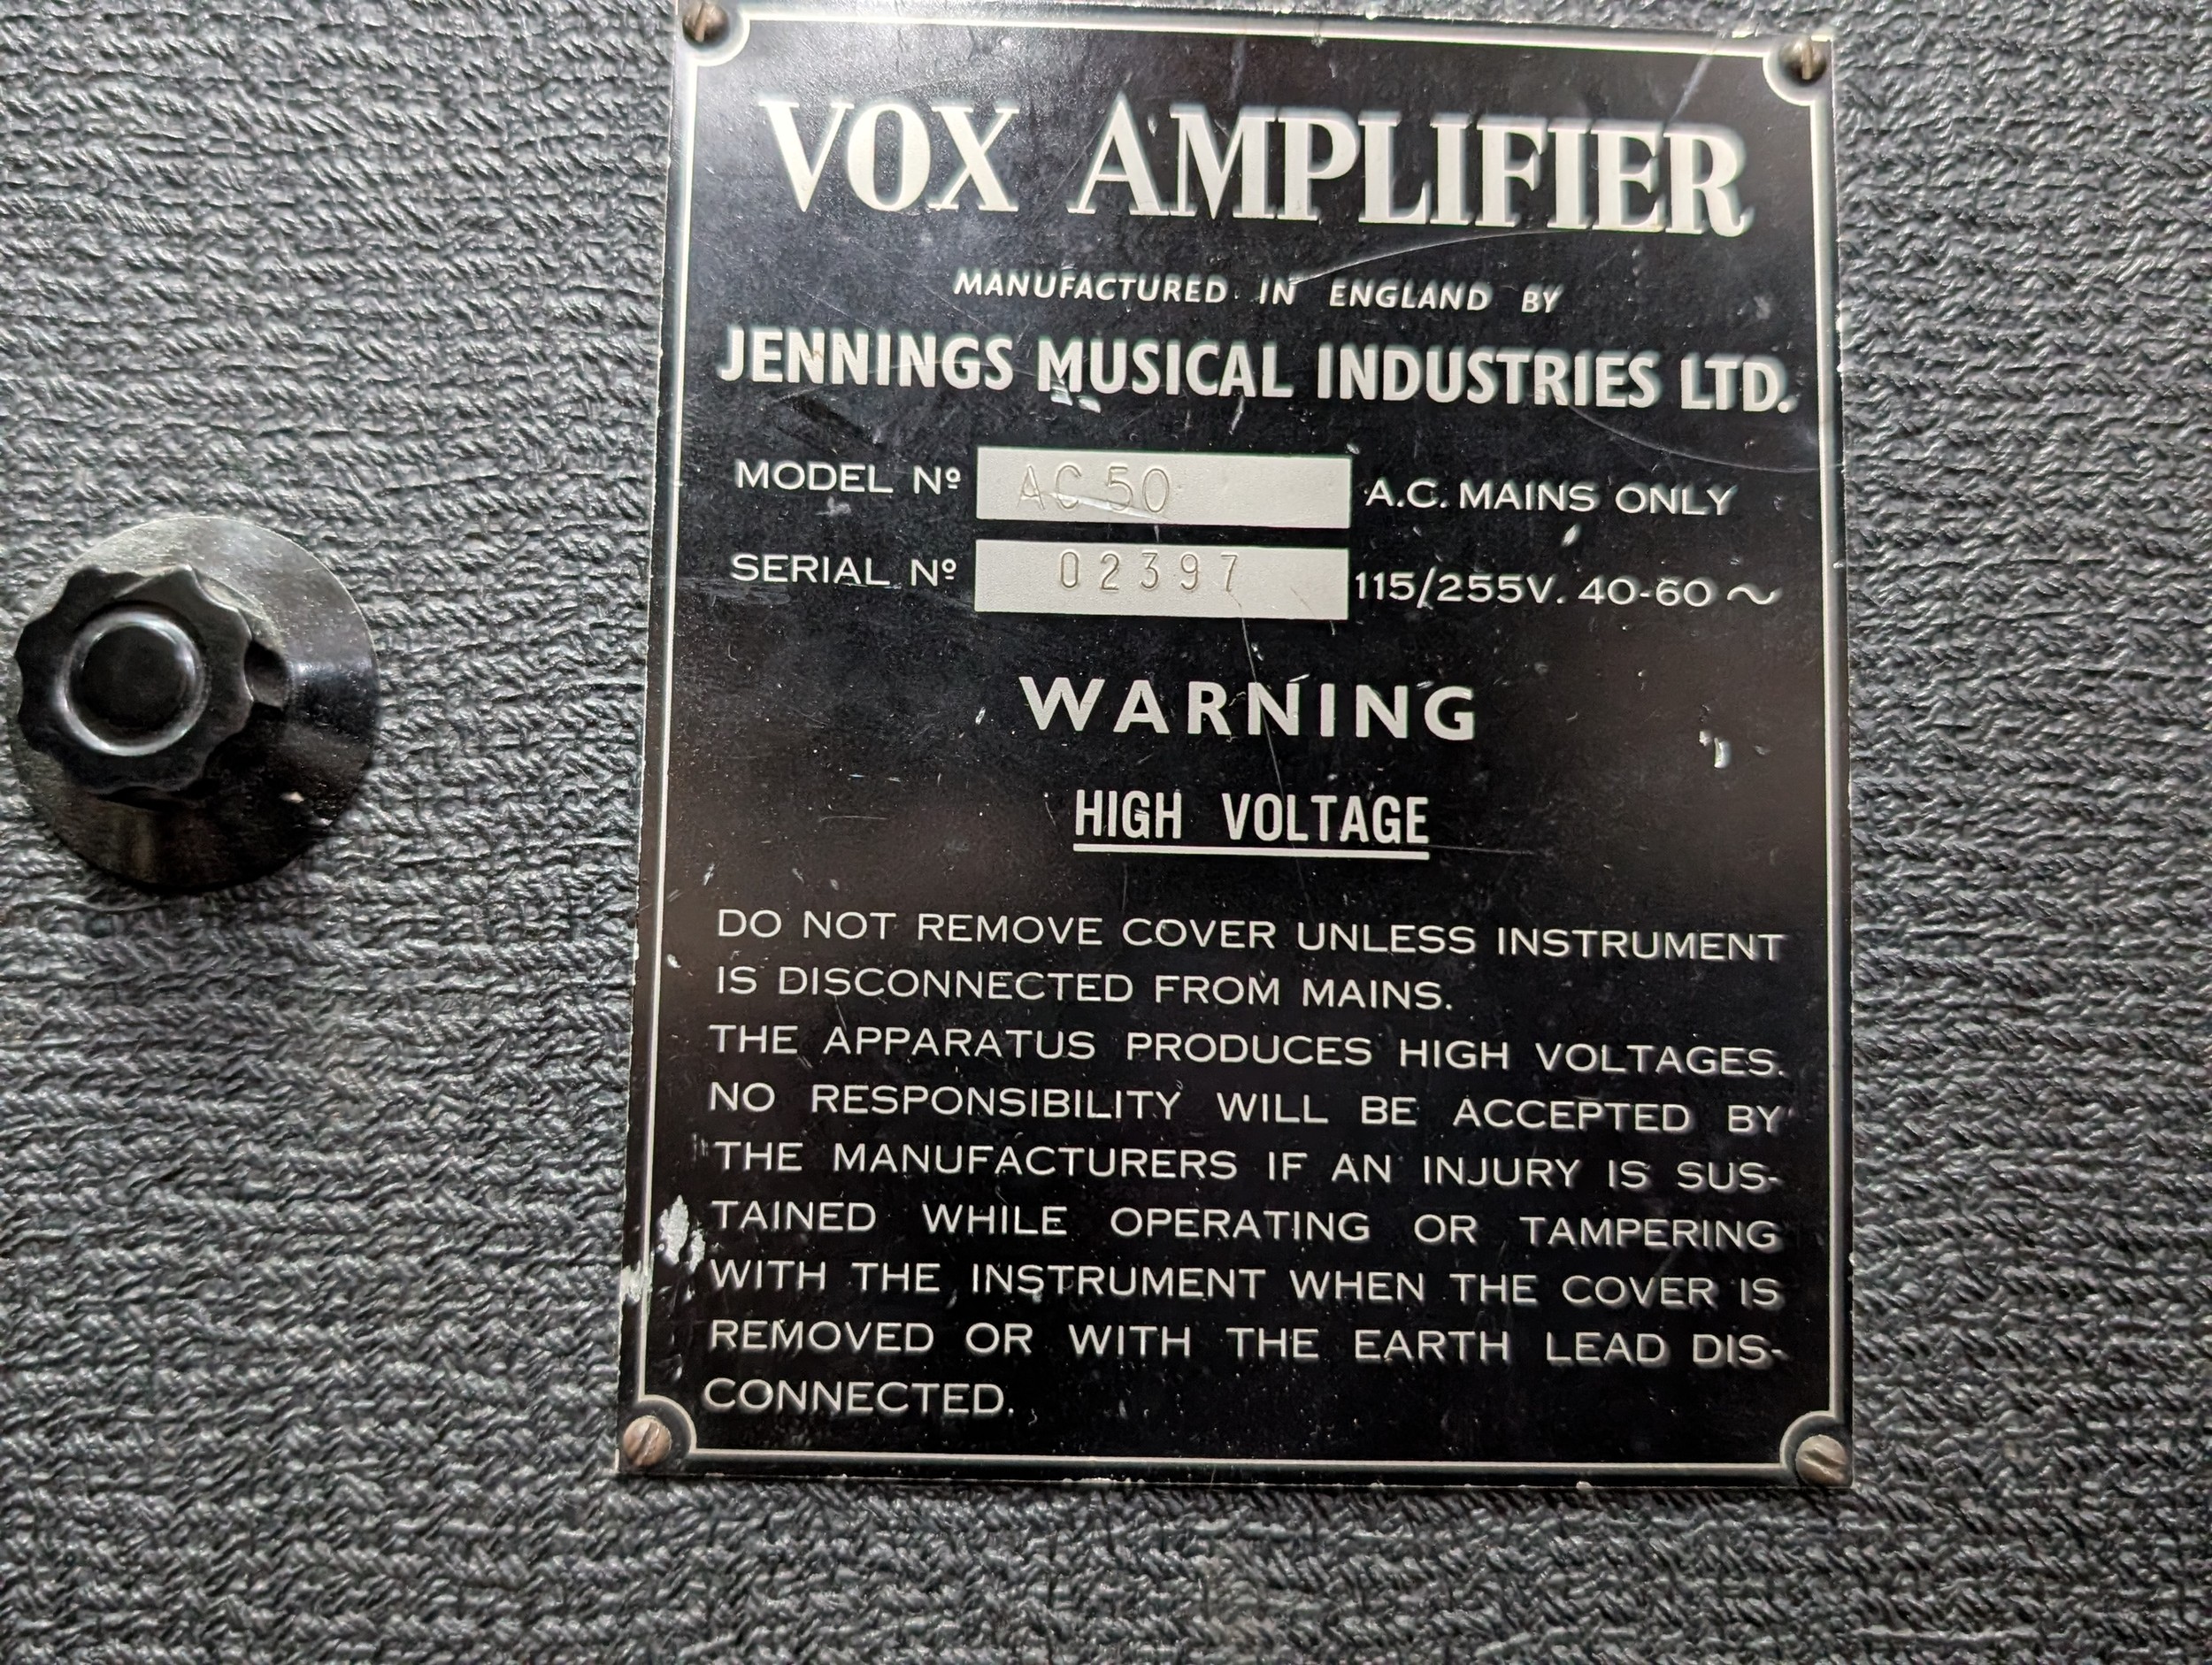 VOX AMPLIFIER
MANUFACTURED IN ENGLAND BY
JENNINGS MUSICAL INDUSTRIES LTD.
MODEL Nº AC 50 A.C. MAINS ONLY
SERIAL Nº 02397 115/255V. 40-60 ~
WARNING
HIGH VOLTAGE
DO NOT REMOVE COVER UNLESS INSTRUMENT
IS DISCONNECTED FROM MAINS.
THE APPARATUS PRODUCES HIGH VOLTAGES.
NO RESPONSIBILITY WILL BE ACCEPTED BY
THE MANUFACTURERS IF AN INJURY IS SUS-
TAINED WHILE OPERATING OR TAMPERING
WITH THE INSTRUMENT WHEN THE COVER IS
REMOVED OR WITH THE EARTH LEAD DIS-
CONNECTED.